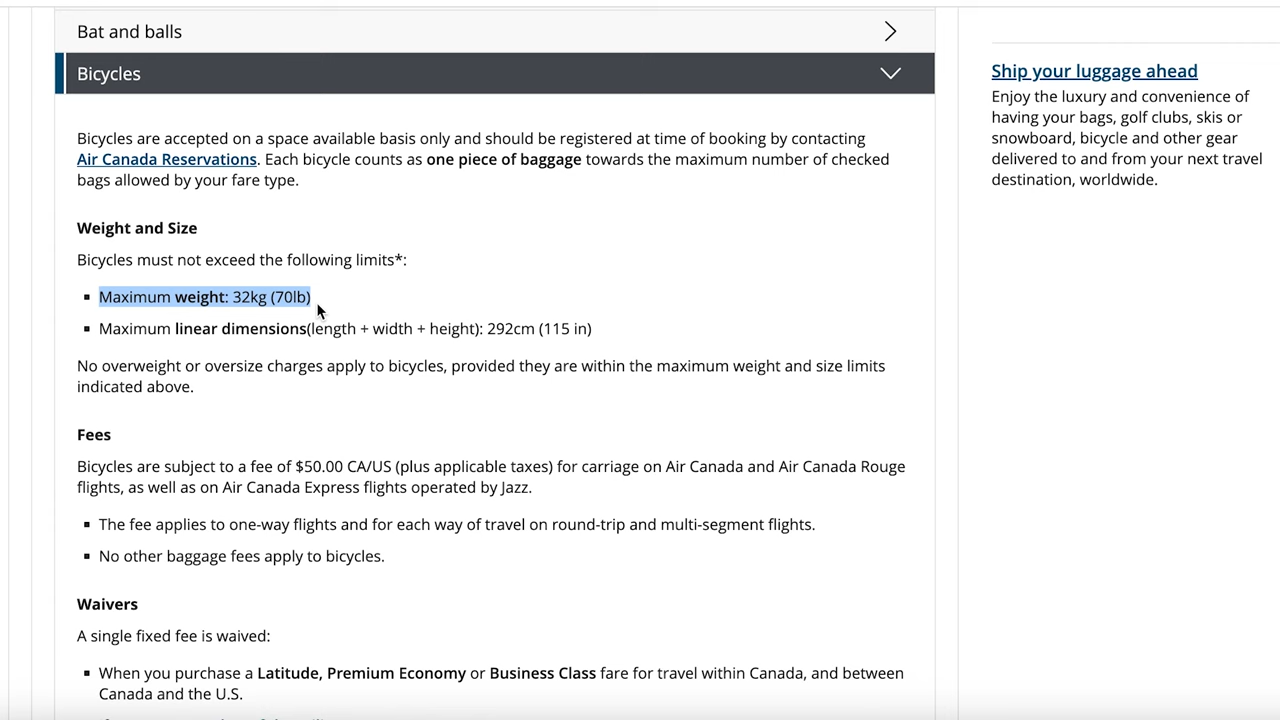 Bat and balls
Bicycles
Bicycles are accepted on a space available basis only and should be registered at time of booking by contacting
Air Canada Reservations. Each bicycle counts as one piece of baggage towards the maximum number of checked
bags allowed by your fare type.
Weight and Size
Bicycles must not exceed the following limits*:
▪ Maximum weight: 32kg (70lb)
▪ Maximum linear dimensions(length + width + height): 292cm (115 in)
No overweight or oversize charges apply to bicycles, provided they are within the maximum weight and size limits
indicated above.
Fees
Bicycles are subject to a fee of $50.00 CA/US (plus applicable taxes) for carriage on Air Canada and Air Canada Rouge
flights, as well as on Air Canada Express flights operated by Jazz.
▪ The fee applies to one-way flights and for each way of travel on round-trip and multi-segment flights.
▪ No other baggage fees apply to bicycles.
Waivers
A single fixed fee is waived:
▪ When you purchase a Latitude, Premium Economy or Business Class fare for travel within Canada, and between
Canada and the U.S.
Ship your luggage ahead
Enjoy the luxury and convenience of
having your bags, golf clubs, skis or
snowboard, bicycle and other gear
delivered to and from your next travel
destination, worldwide.